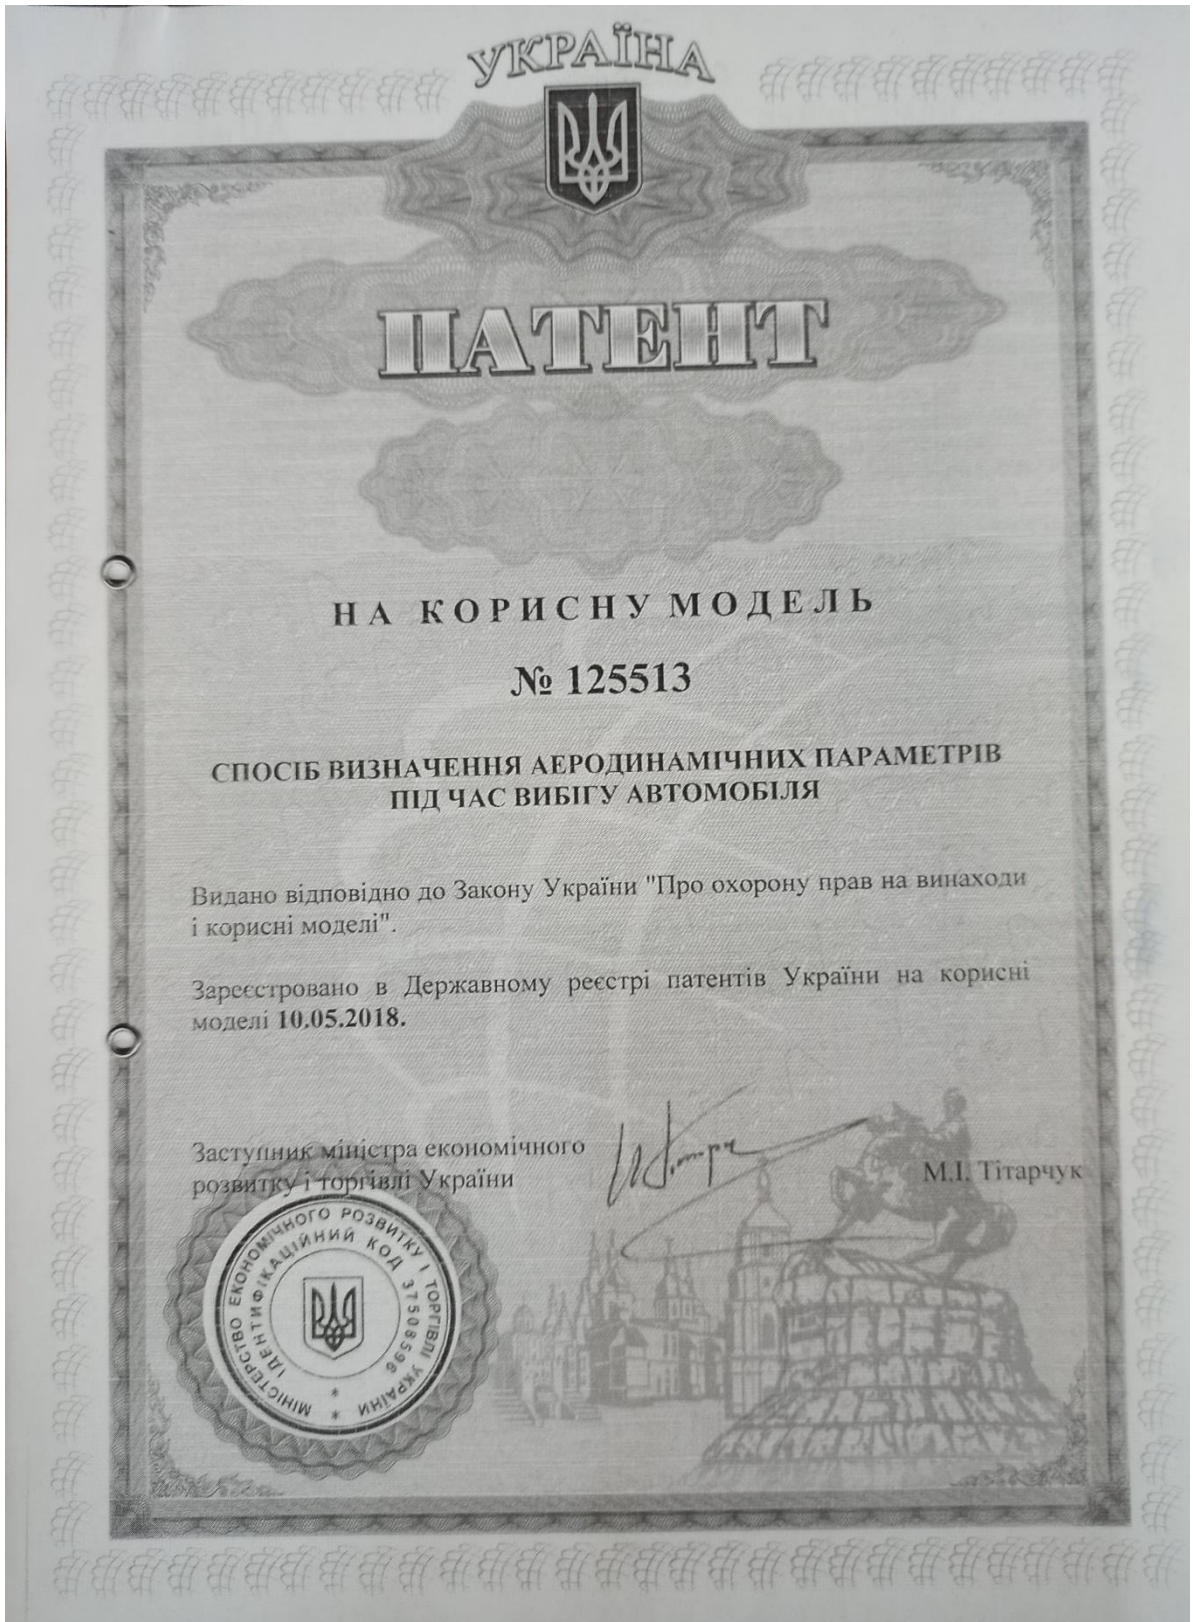 УКРАЇНА
ПАТЕНТ
НА КОРИСНУ МОДЕЛЬ
№ 125513
СПОСІБ ВИЗНАЧЕННЯ АЕРОДИНАМІЧНИХ ПАРАМЕТРІВ
ПІД ЧАС ВИБІГУ АВТОМОБІЛЯ
Видано відповідно до Закону України "Про охорону прав на винаходи
і корисні моделі".
Зареєстровано в Державному реєстрі патентів України на корисні
моделі 10.05.2018.
Заступник міністра економічного
розвитку і торгівлі України
М.І. Тітарчук
МІНІСТЕРСТВО ЕКОНОМІЧНОГО РОЗВИТКУ І ТОРГІВЛІ УКРАЇНИ *
ІДЕНТИФІКАЦІЙНИЙ КОД 37508596 *